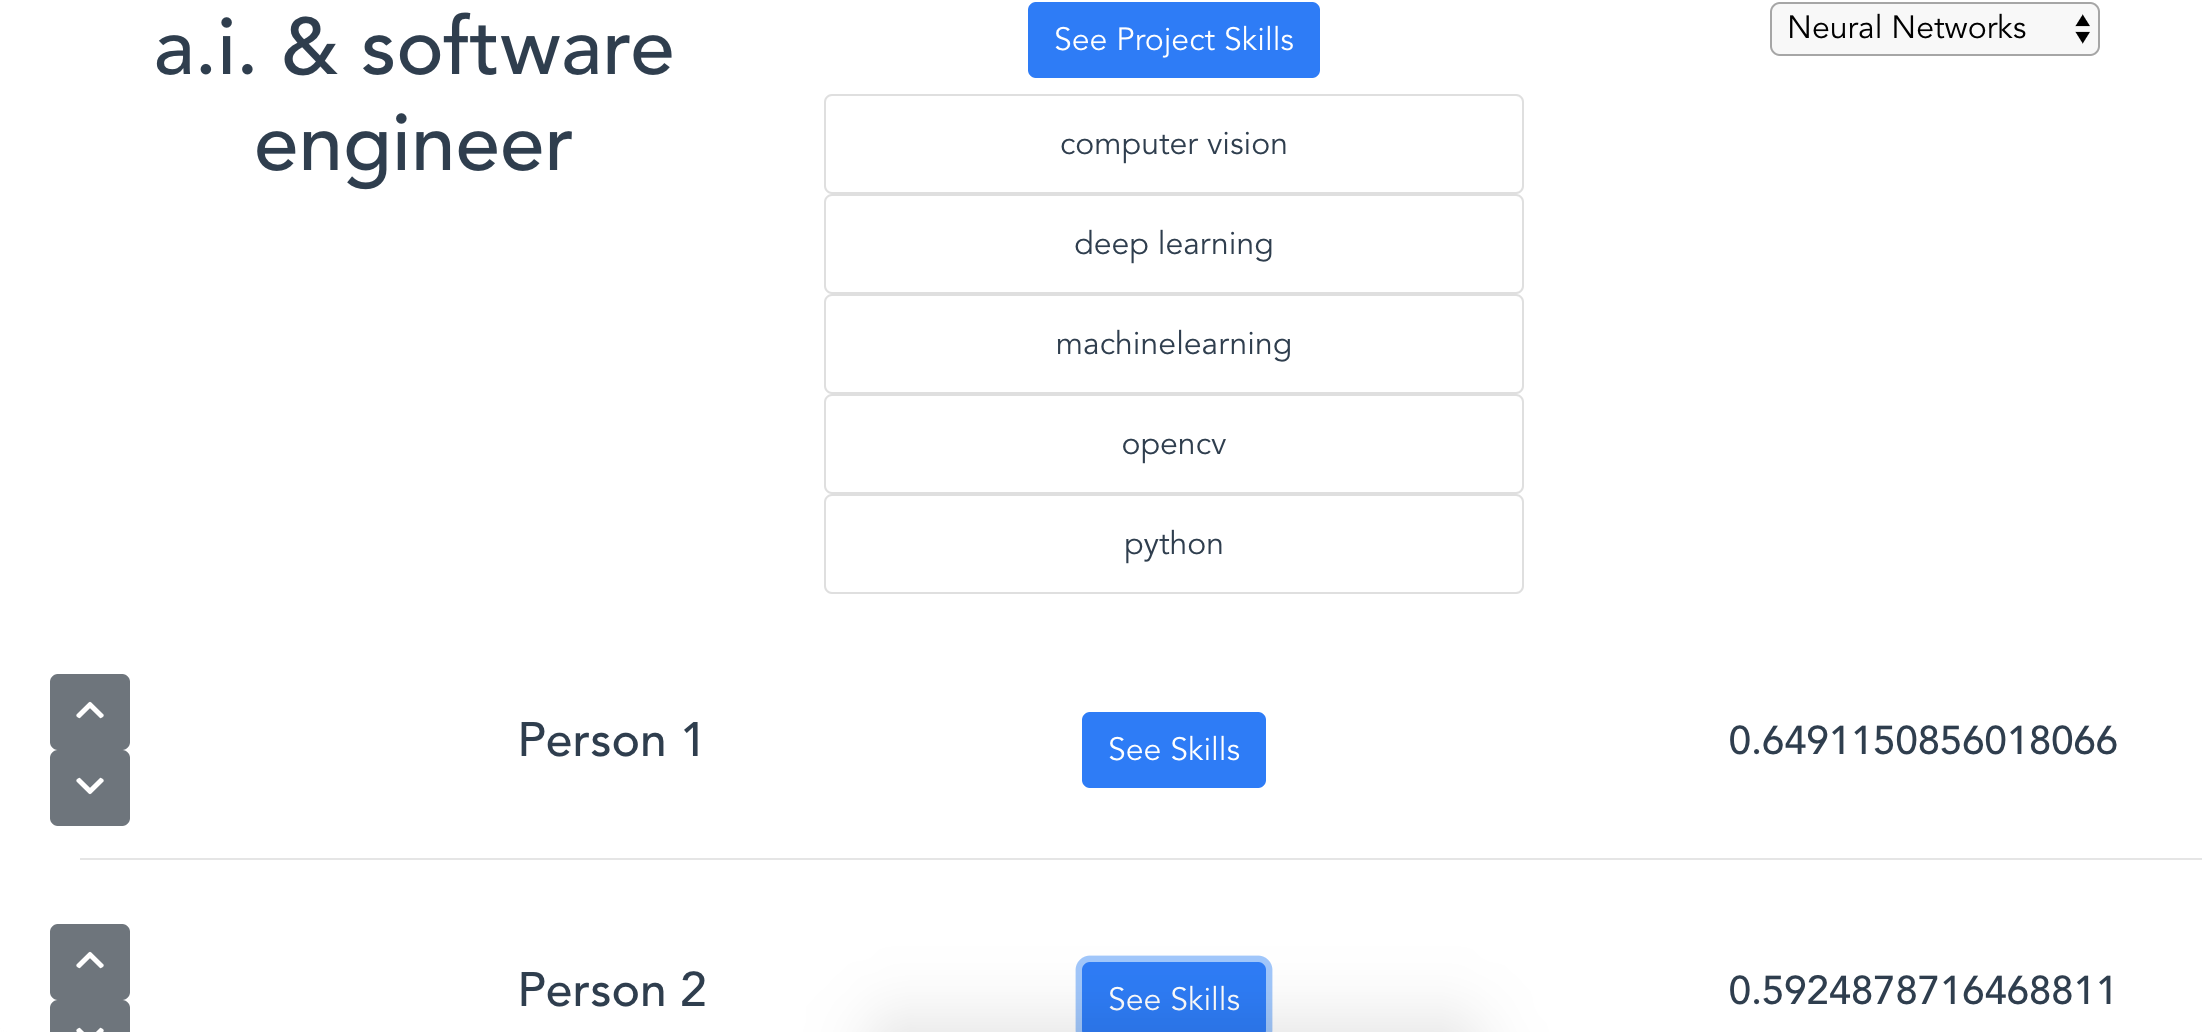 a.i. & software
engineer
See Project Skills
Neural Networks
computer vision
deep learning
machinelearning
opencv
python
Person 1
See Skills
0.6491150856018066
Person 2
See Skills
0.5924878716468811